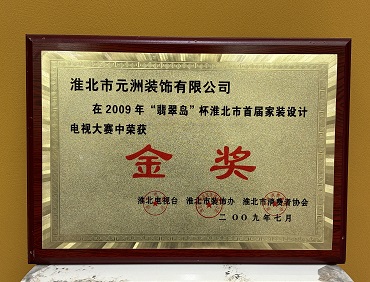 淮北市元洲装饰有限公司
在2009年“翡翠岛”杯淮北市首届家装设计
电视大赛中荣获
金奖
淮北电视台 淮北市装饰办 淮北市消费者协会
二〇〇九年七月